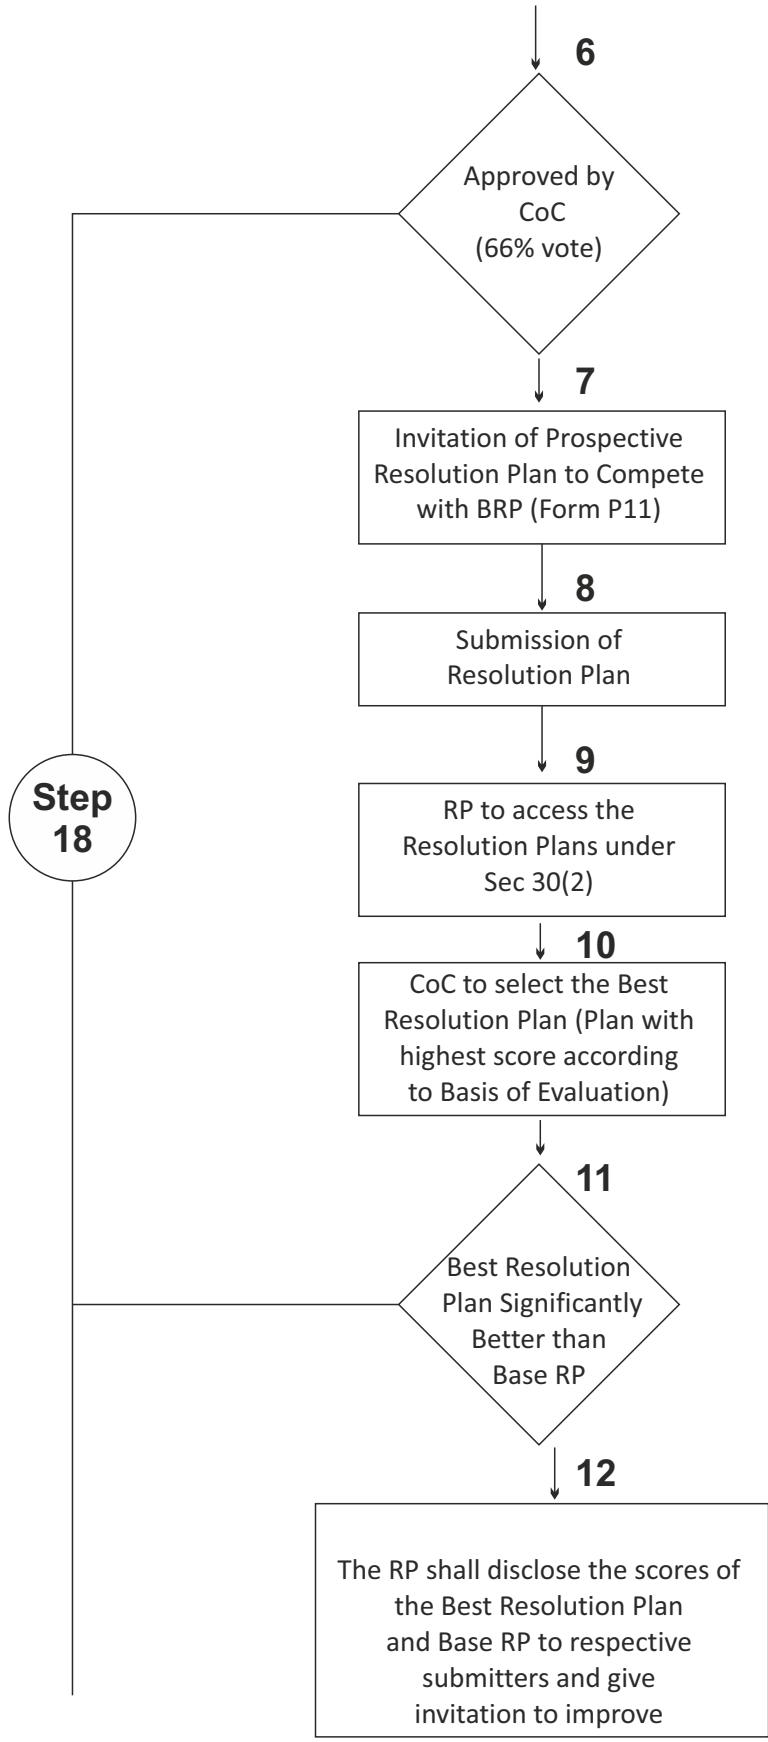 6
Approved by
CoC
(66% vote)
7
Invitation of Prospective
Resolution Plan to Compete
with BRP (Form P11)
8
Submission of
Resolution Plan
9
Step
18
RP to access the
Resolution Plans under
Sec 30(2)
10
CoC to select the Best
Resolution Plan (Plan with
highest score according
to Basis of Evaluation)
11
Best Resolution
Plan Significantly
Better than
Base RP
12
The RP shall disclose the scores of
the Best Resolution Plan
and Base RP to respective
submitters and give
invitation to improve